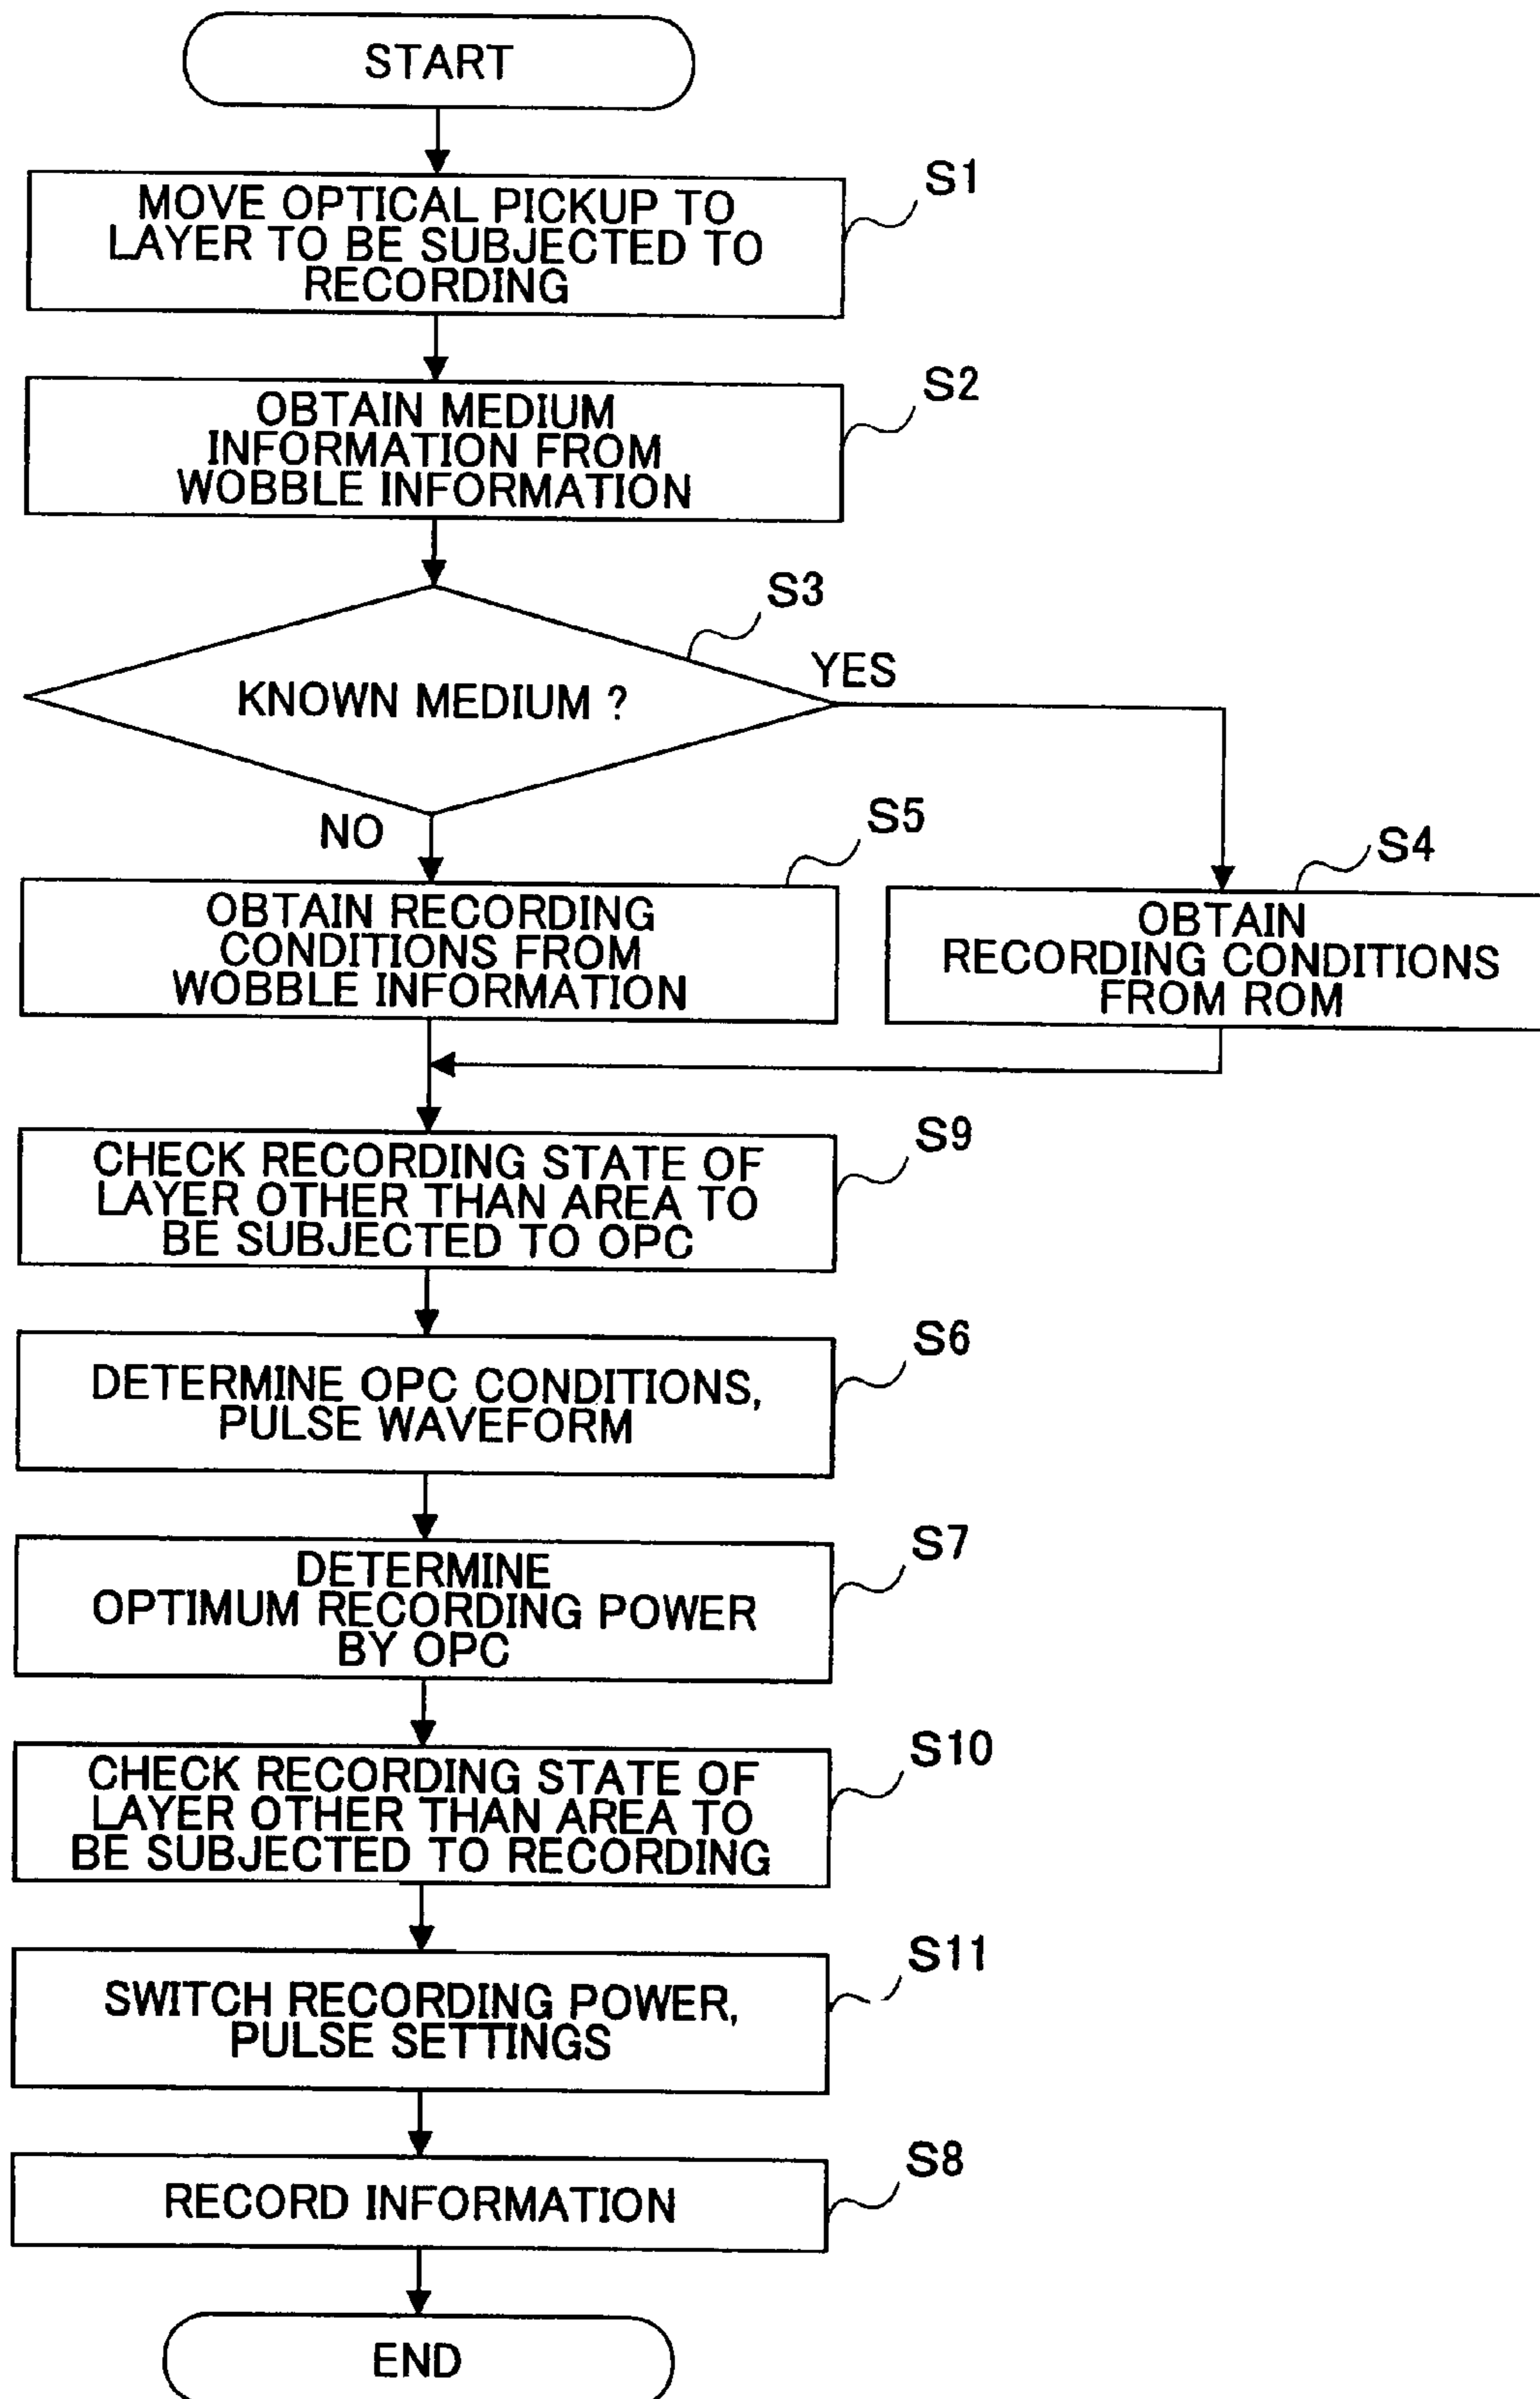 START
MOVE OPTICAL PICKUP TO
LAYER TO BE SUBJECTED TO
RECORDING
S1
OBTAIN MEDIUM
INFORMATION FROM
WOBBLE INFORMATION
S2
KNOWN MEDIUM ?
S3
YES
NO
OBTAIN RECORDING
CONDITIONS FROM
WOBBLE INFORMATION
S5
OBTAIN
RECORDING CONDITIONS
FROM ROM
S4
CHECK RECORDING STATE OF
LAYER OTHER THAN AREA TO
BE SUBJECTED TO OPC
S9
DETERMINE OPC CONDITIONS,
PULSE WAVEFORM
S6
DETERMINE
OPTIMUM RECORDING POWER
BY OPC
S7
CHECK RECORDING STATE OF
LAYER OTHER THAN AREA TO
BE SUBJECTED TO RECORDING
S10
SWITCH RECORDING POWER,
PULSE SETTINGS
S11
RECORD INFORMATION
S8
END